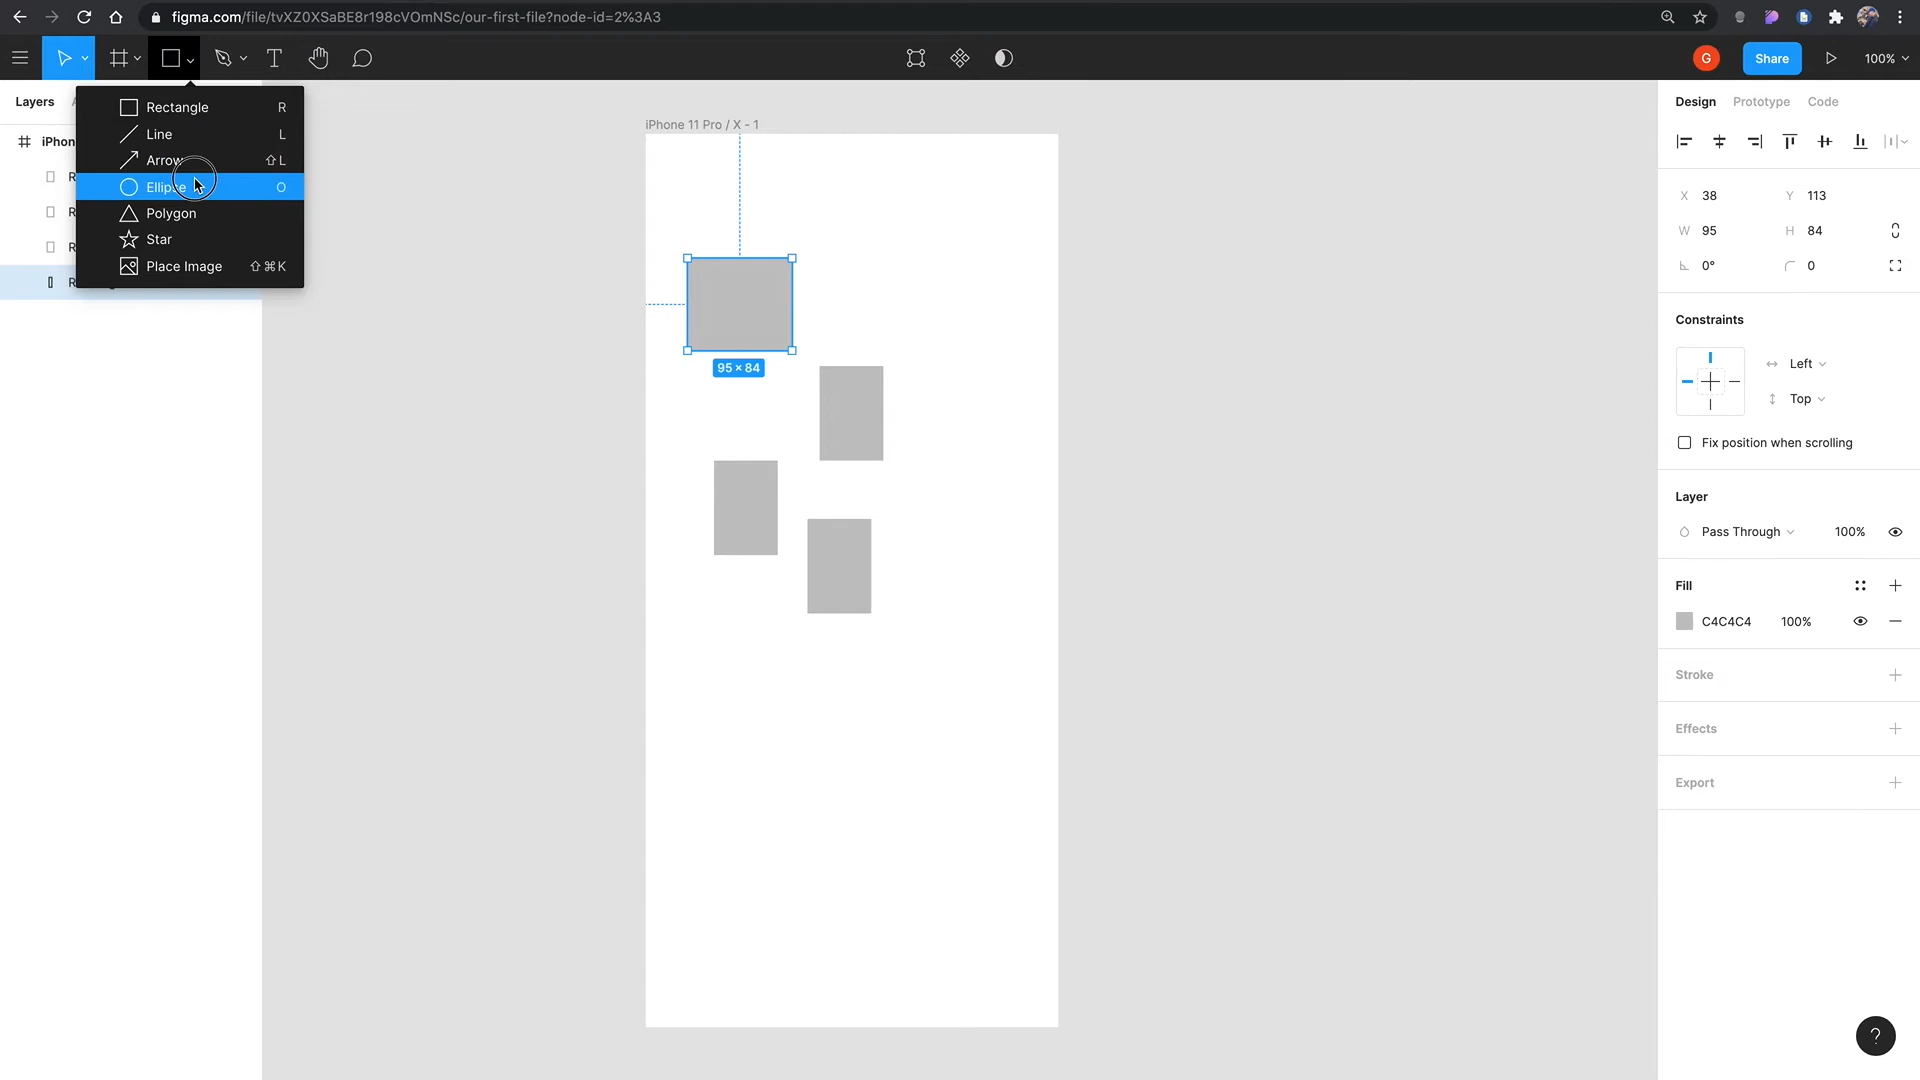 figma.com/file/tvXZ0XSaBE8r198cVOmNSc/our-first-file?node-id=2%3A3
G
Share
100%
Layers
Rectangle R
Line L
Arrow ⇧L
Ellipse O
Polygon
Star
Place Image ⇧⌘K
iPhon
R
R
R
R
iPhone 11 Pro / X - 1
95 × 84
Design Prototype Code
X 38 Y 113
W 95 H 84
0° 0
Constraints
Left
Top
Fix position when scrolling
Layer
Pass Through 100%
Fill
C4C4C4 100%
Stroke
Effects
Export
?